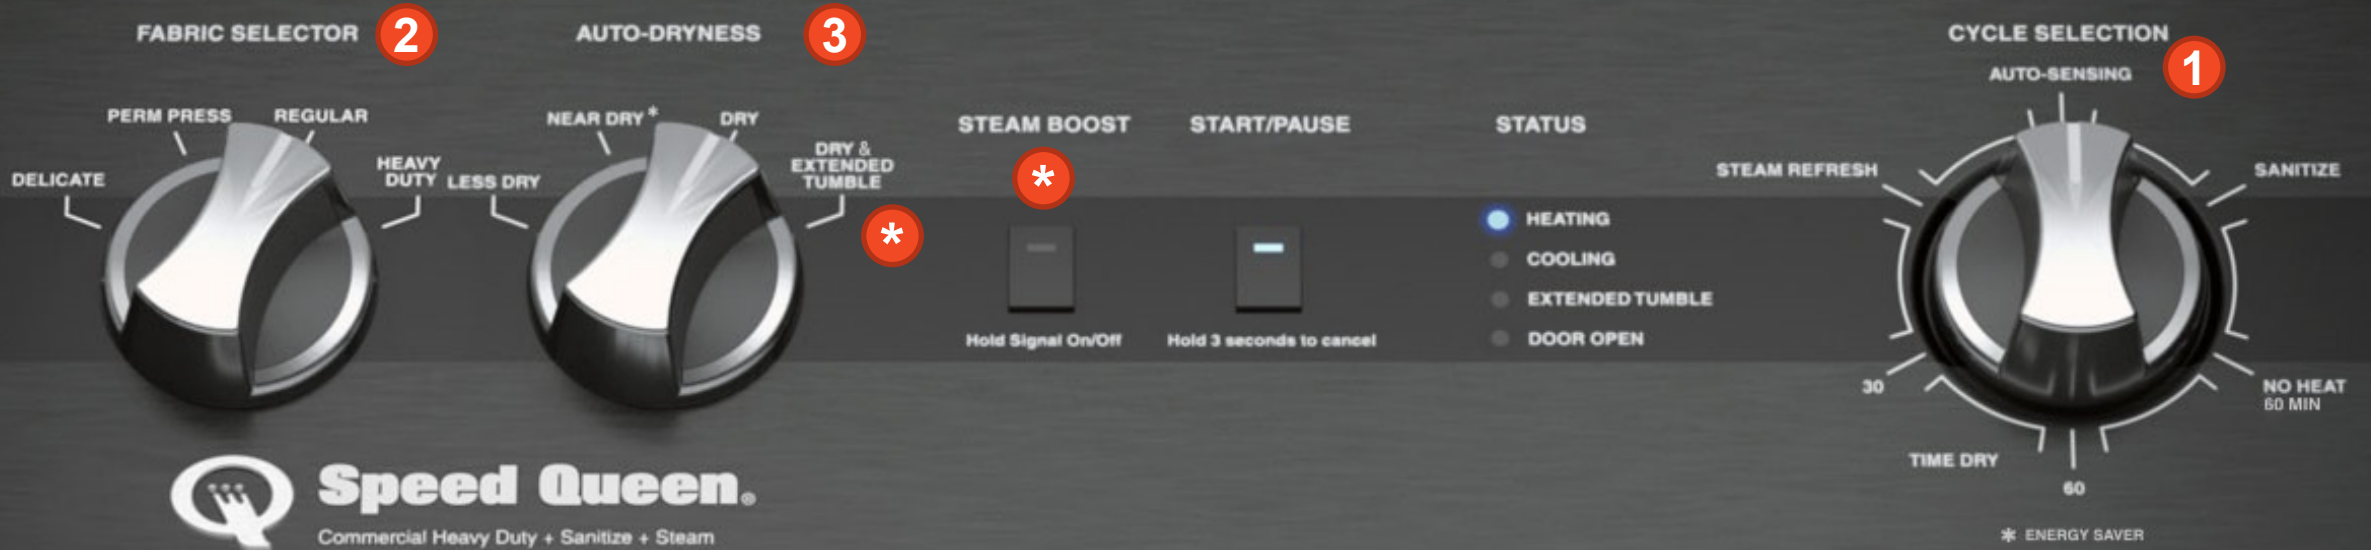 FABRIC SELECTOR
2
PERM PRESS
REGULAR
DELICATE
HEAVY
DUTY
AUTO-DRYNESS
3
NEAR DRY*
DRY
LESS DRY
DRY &
EXTENDED
TUMBLE
*
STEAM BOOST
*
Hold Signal On/Off
START/PAUSE
Hold 3 seconds to cancel
STATUS
HEATING
COOLING
EXTENDED TUMBLE
DOOR OPEN
CYCLE SELECTION
1
AUTO-SENSING
STEAM REFRESH
SANITIZE
30
NO HEAT
60 MIN
TIME DRY
60
* ENERGY SAVER
Speed Queen®
Commercial Heavy Duty + Sanitize + Steam